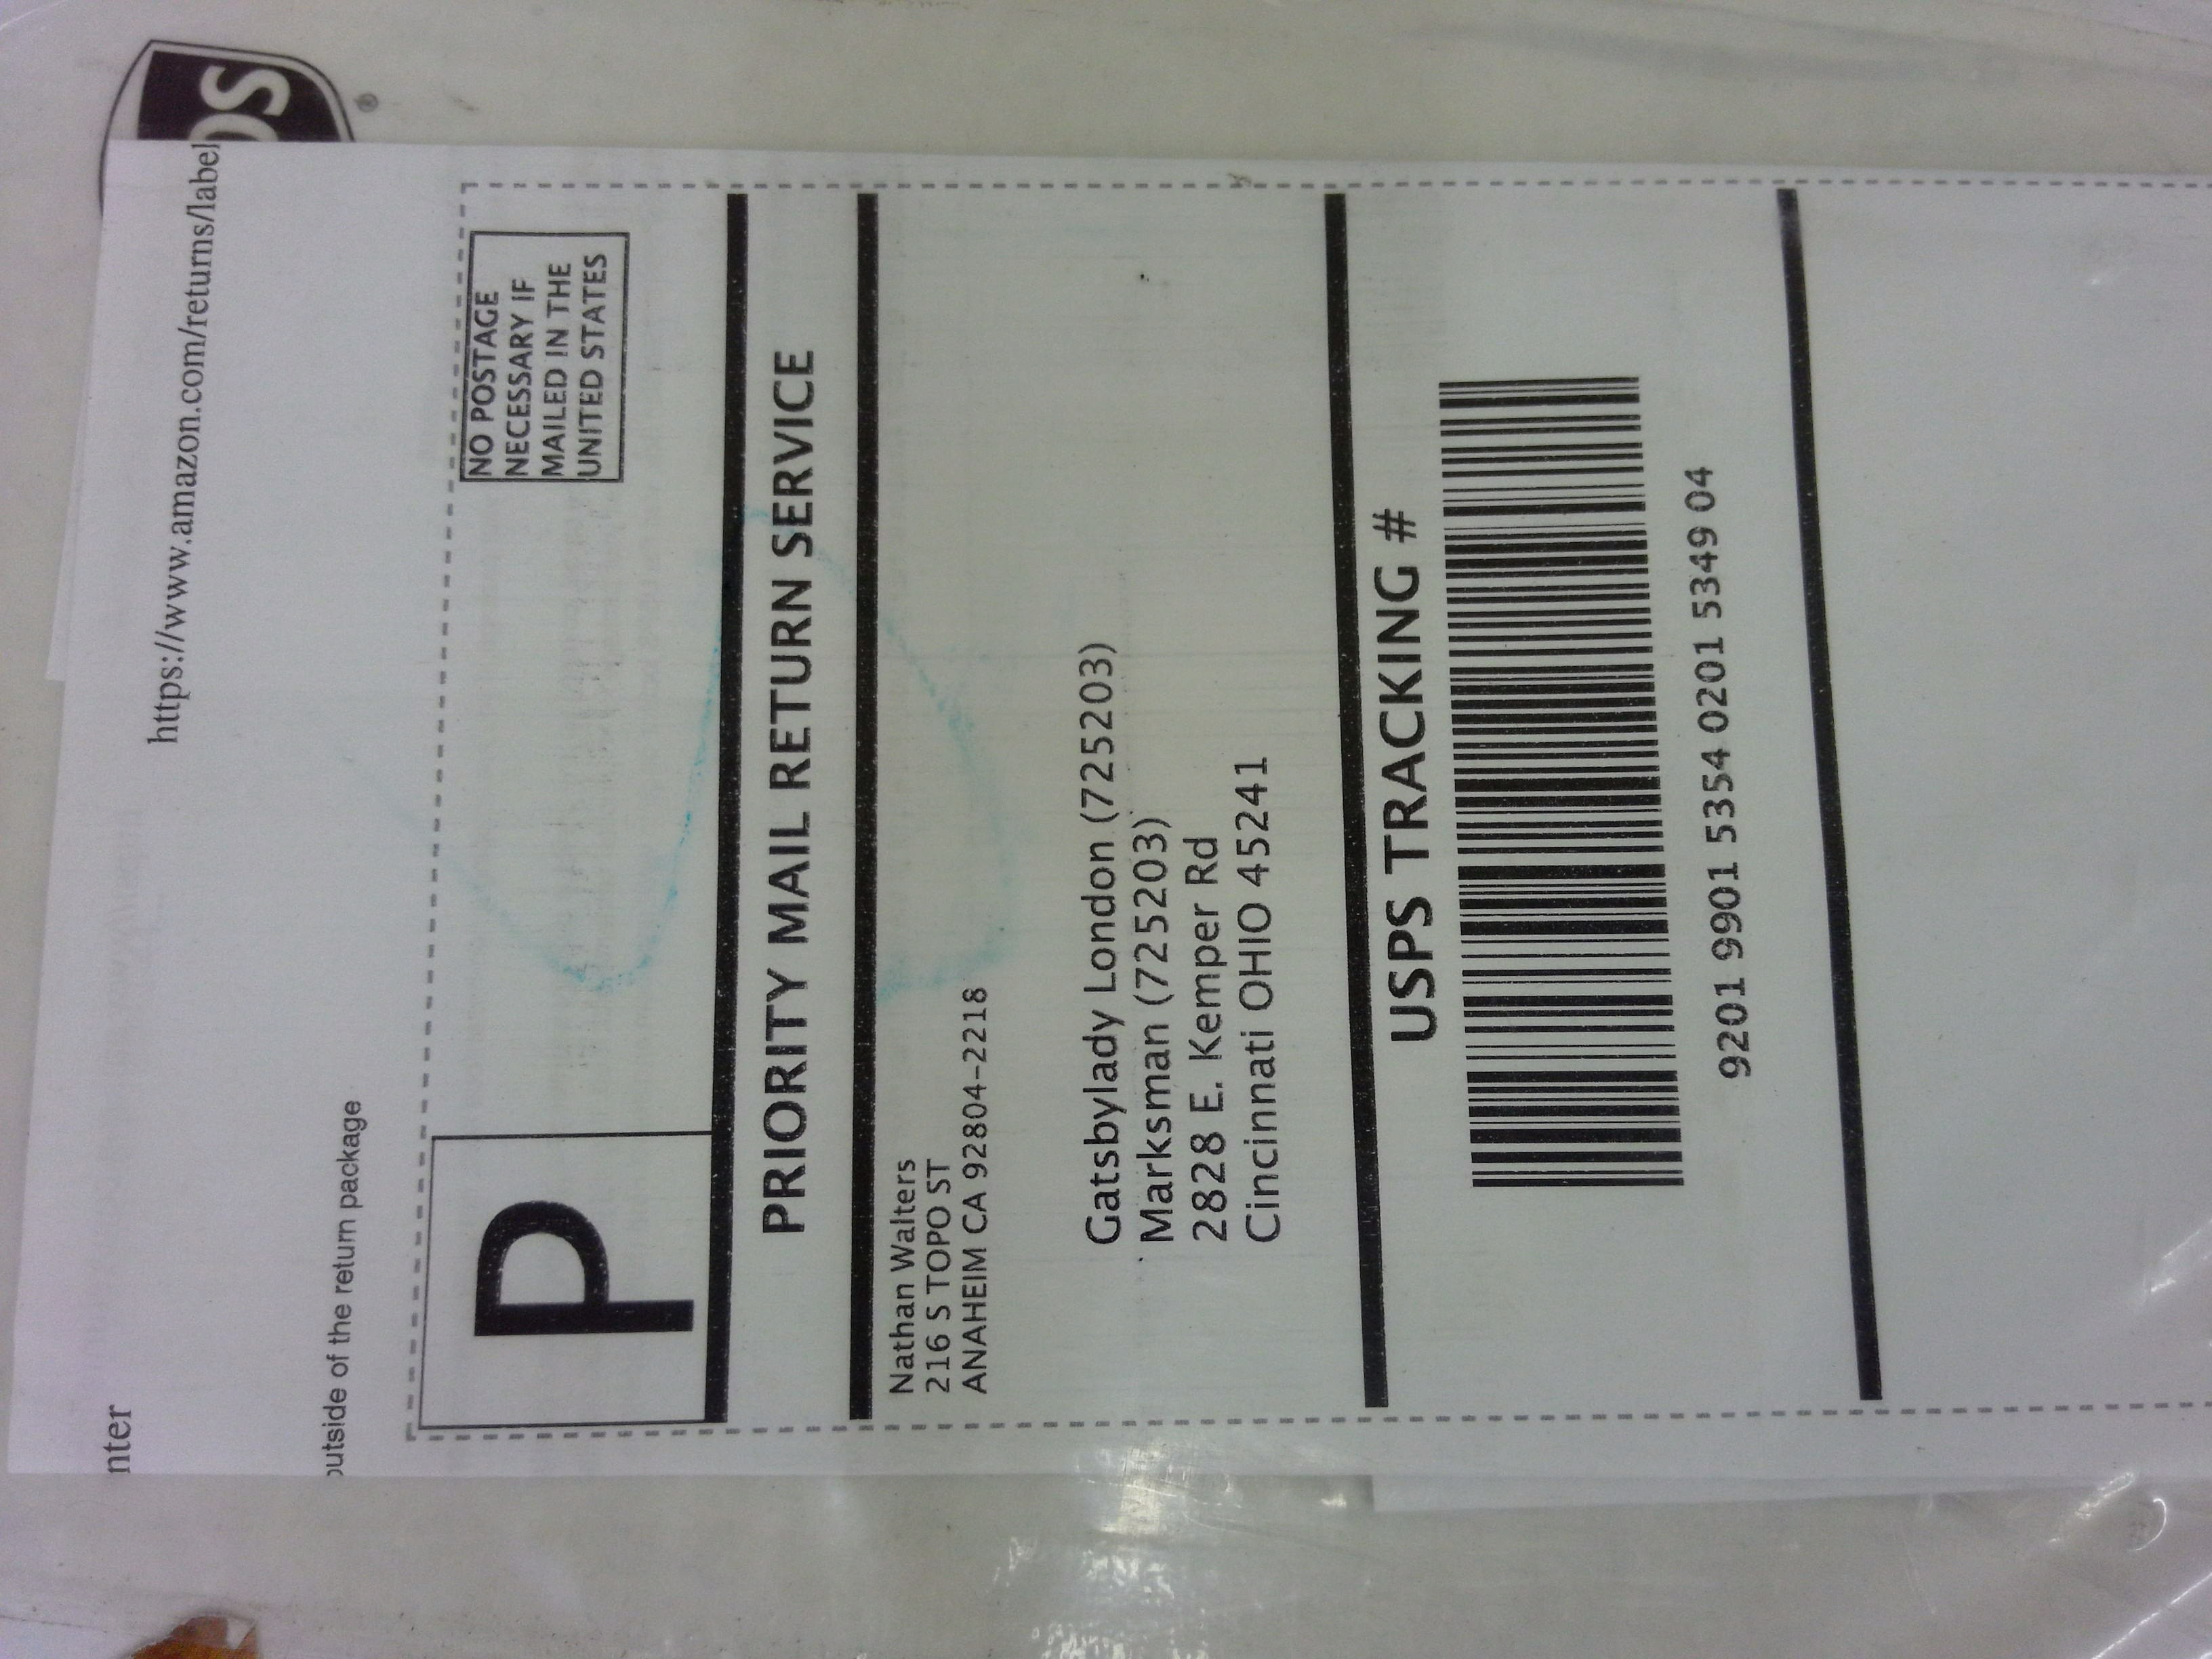 https://www.amazon.com/returns/label
nter
outside of the return package
P
NO POSTAGE
NECESSARY IF
MAILED IN THE
UNITED STATES
PRIORITY MAIL RETURN SERVICE
Nathan Walters
216 S TOPO ST
ANAHEIM CA 92804-2218
Gatsbylady London (725203)
Marksman (725203)
2828 E. Kemper Rd
Cincinnati OHIO 45241
USPS TRACKING #
9201 9901 5354 0201 5349 04